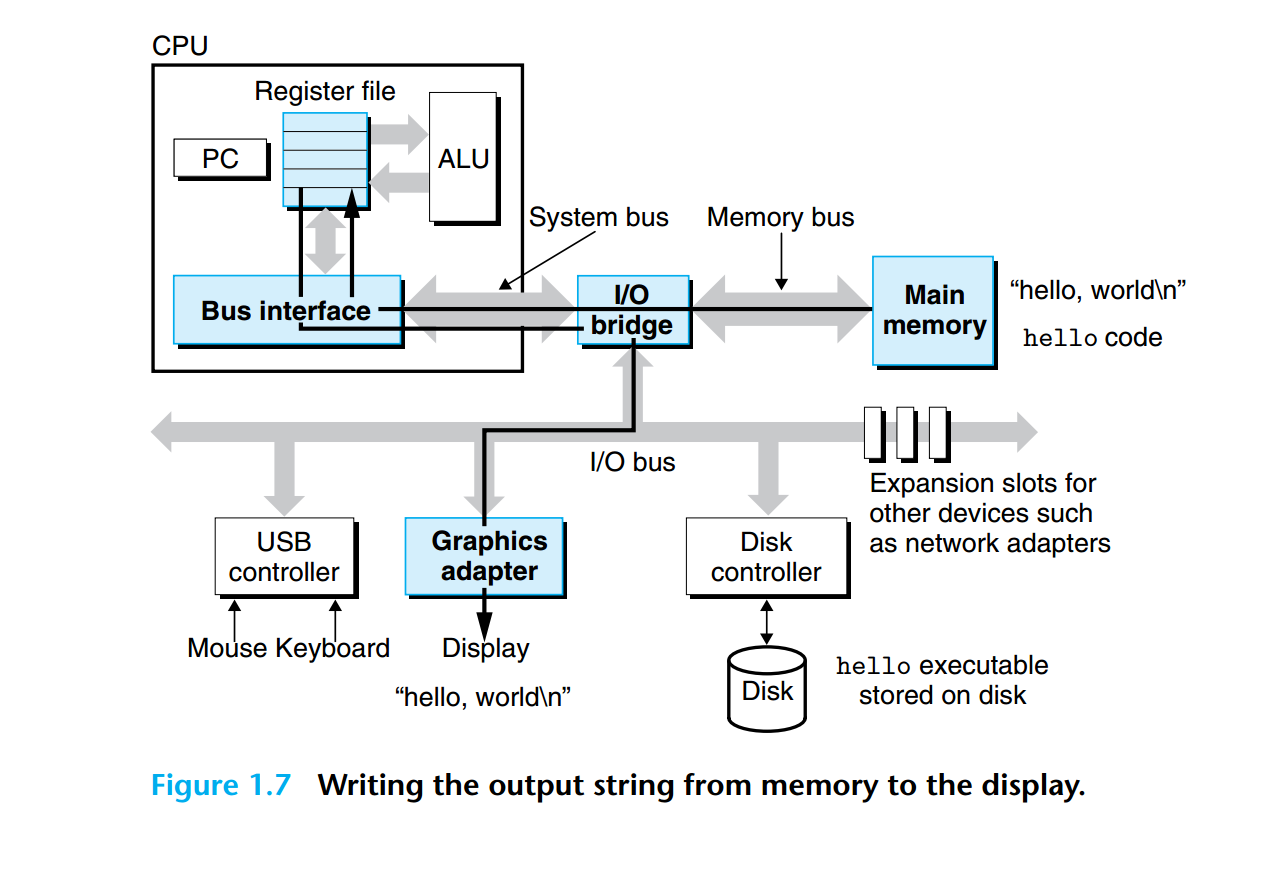 CPU
Register file
PC
ALU
System bus
Memory bus
Bus interface
I/O
bridge
Main
memory
“hello, world\n”
hello code
I/O bus
Expansion slots for
other devices such
as network adapters
USB
controller
Graphics
adapter
Disk
controller
Mouse Keyboard
Display
“hello, world\n”
Disk
hello executable
stored on disk
Figure 1.7 Writing the output string from memory to the display.